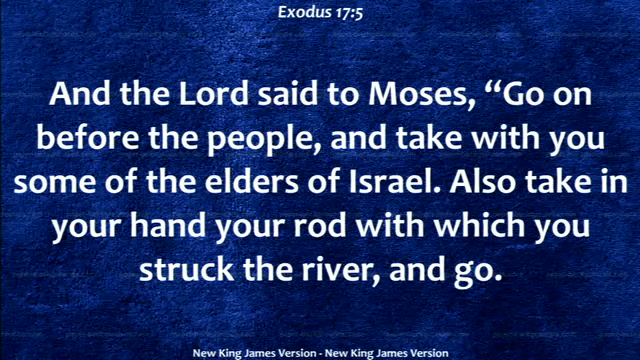 Exodus 17:5
And the Lord said to Moses, “Go on
before the people, and take with you
some of the elders of Israel. Also take in
your hand your rod with which you
struck the river, and go.
New King James Version - New King James Version